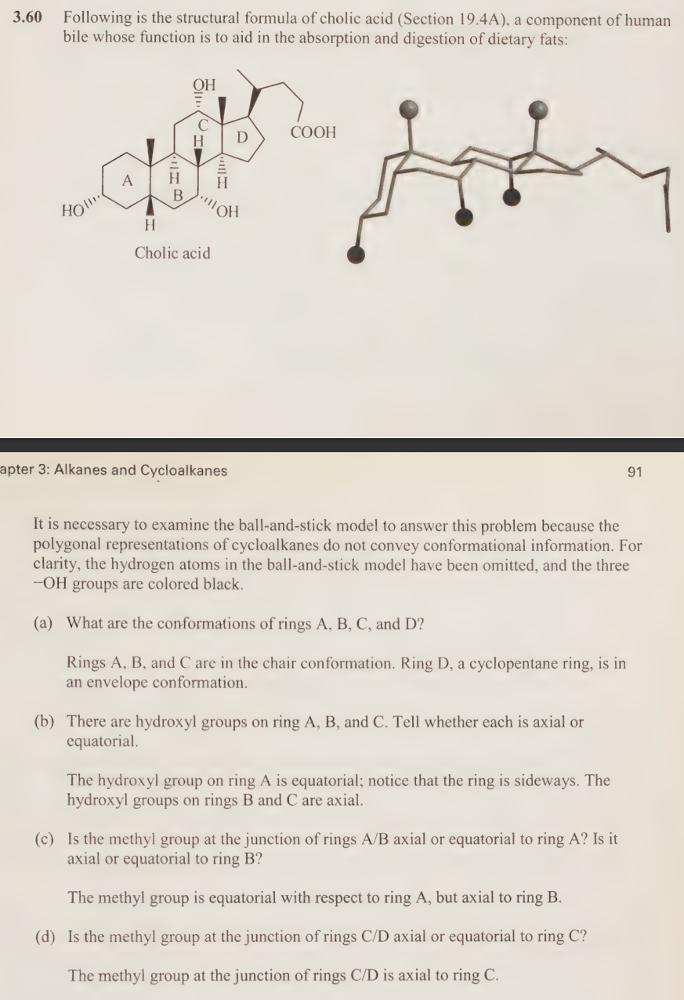 3.60 Following is the structural formula of cholic acid (Section 19.4A), a component of human
bile whose function is to aid in the absorption and digestion of dietary fats:
OH
C
H
D
COOH
A
H
H
B
HO
OH
H
Cholic acid
apter 3: Alkanes and Cycloalkanes 91
It is necessary to examine the ball-and-stick model to answer this problem because the
polygonal representations of cycloalkanes do not convey conformational information. For
clarity, the hydrogen atoms in the ball-and-stick model have been omitted, and the three
–OH groups are colored black.
(a) What are the conformations of rings A, B, C, and D?
Rings A, B, and C are in the chair conformation. Ring D, a cyclopentane ring, is in
an envelope conformation.
(b) There are hydroxyl groups on ring A, B, and C. Tell whether each is axial or
equatorial.
The hydroxyl group on ring A is equatorial; notice that the ring is sideways. The
hydroxyl groups on rings B and C are axial.
(c) Is the methyl group at the junction of rings A/B axial or equatorial to ring A? Is it
axial or equatorial to ring B?
The methyl group is equatorial with respect to ring A, but axial to ring B.
(d) Is the methyl group at the junction of rings C/D axial or equatorial to ring C?
The methyl group at the junction of rings C/D is axial to ring C.